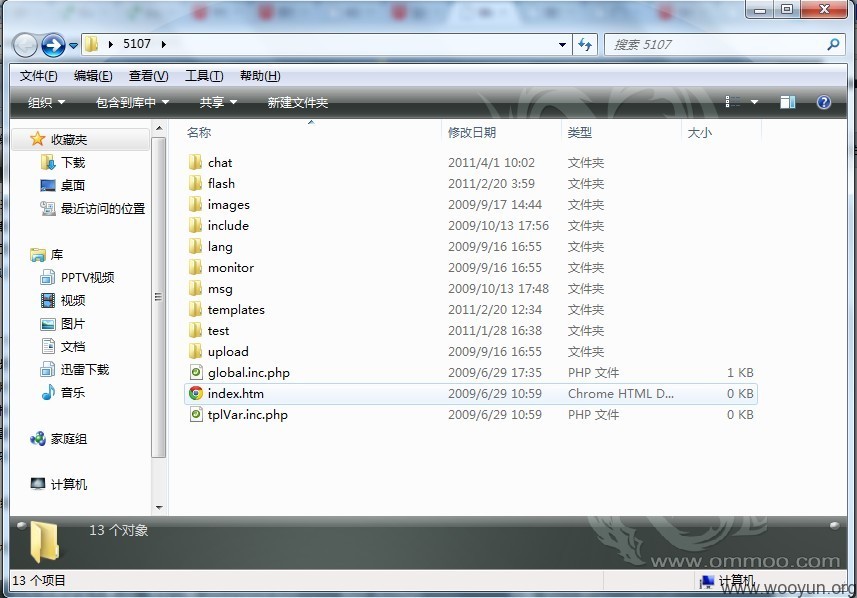 5107
搜索 5107
文件(F) 编辑(E) 查看(V) 工具(T) 帮助(H)
组织 包含到库中 共享 新建文件夹
名称 修改日期 类型 大小
收藏夹
下载
桌面
最近访问的位置
库
PPTV视频
视频
图片
文档
迅雷下载
音乐
家庭组
计算机
chat 2011/4/1 10:02 文件夹
flash 2011/2/20 3:59 文件夹
images 2009/9/17 14:44 文件夹
include 2009/10/13 17:56 文件夹
lang 2009/9/16 16:55 文件夹
monitor 2009/9/16 16:55 文件夹
msg 2009/10/13 17:48 文件夹
templates 2011/2/20 12:34 文件夹
test 2011/1/28 16:38 文件夹
upload 2009/9/16 16:55 文件夹
global.inc.php 2009/6/29 17:35 PHP 文件 1 KB
index.htm 2009/6/29 10:59 Chrome HTML D... 0 KB
tplVar.inc.php 2009/6/29 10:59 PHP 文件 0 KB
13 个对象
www.ommoo.com
13 个项目
计算机
www.wooyun.org